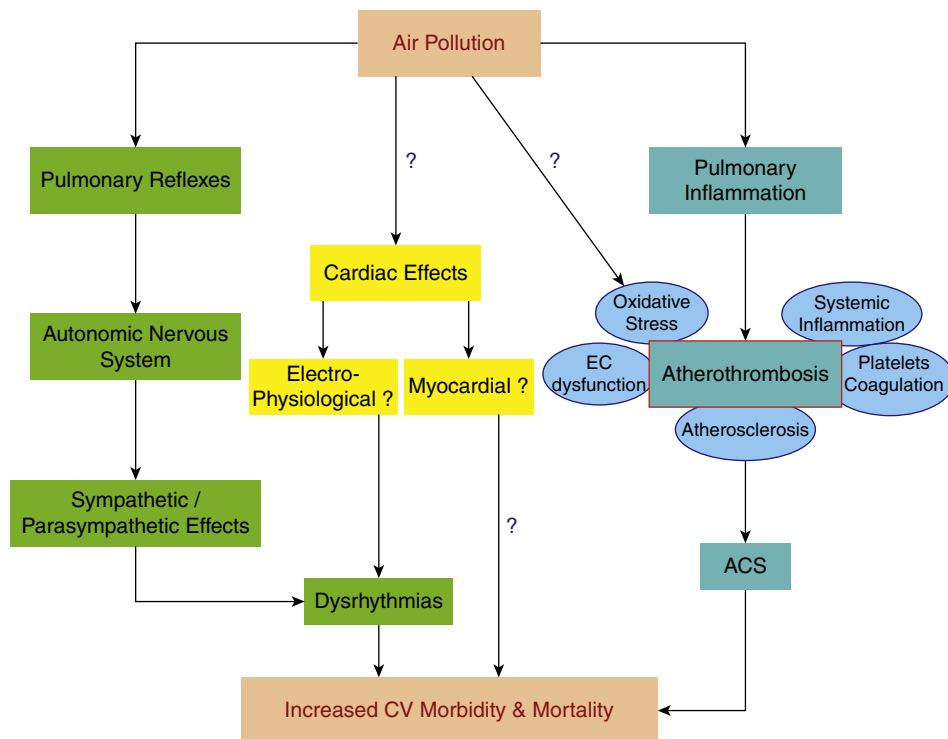 Air Pollution
?
?
Pulmonary Reflexes
Pulmonary
Inflammation
Cardiac Effects
Oxidative
Stress
Systemic
Inflammation
Autonomic Nervous
System
Electro-
Physiological ?
Myocardial ?
EC
dysfunction
Atherothrombosis
Platelets
Coagulation
Atherosclerosis
Sympathetic /
Parasympathetic Effects
?
ACS
Dysrhythmias
Increased CV Morbidity & Mortality